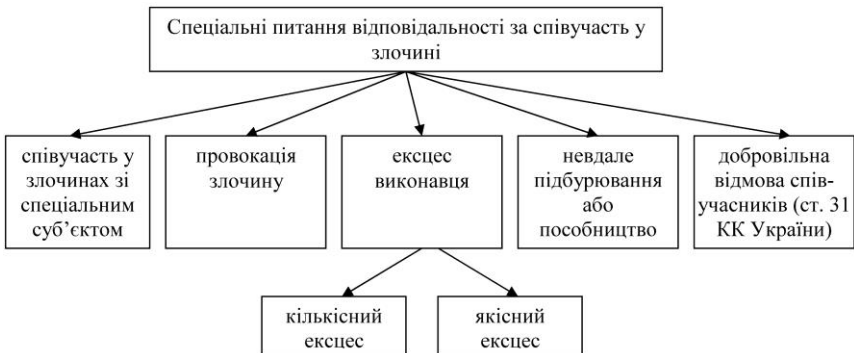 Спеціальні питання відповідальності за співучасть у
злочині
співучасть у
злочинах зі
спеціальним
суб’єктом
провокація
злочину
ексцес
виконавця
невдале
підбурювання
або
пособництво
добровільна
відмова спів-
учасників (ст. 31
КК України)
кількісний
ексцес
якісний
ексцес